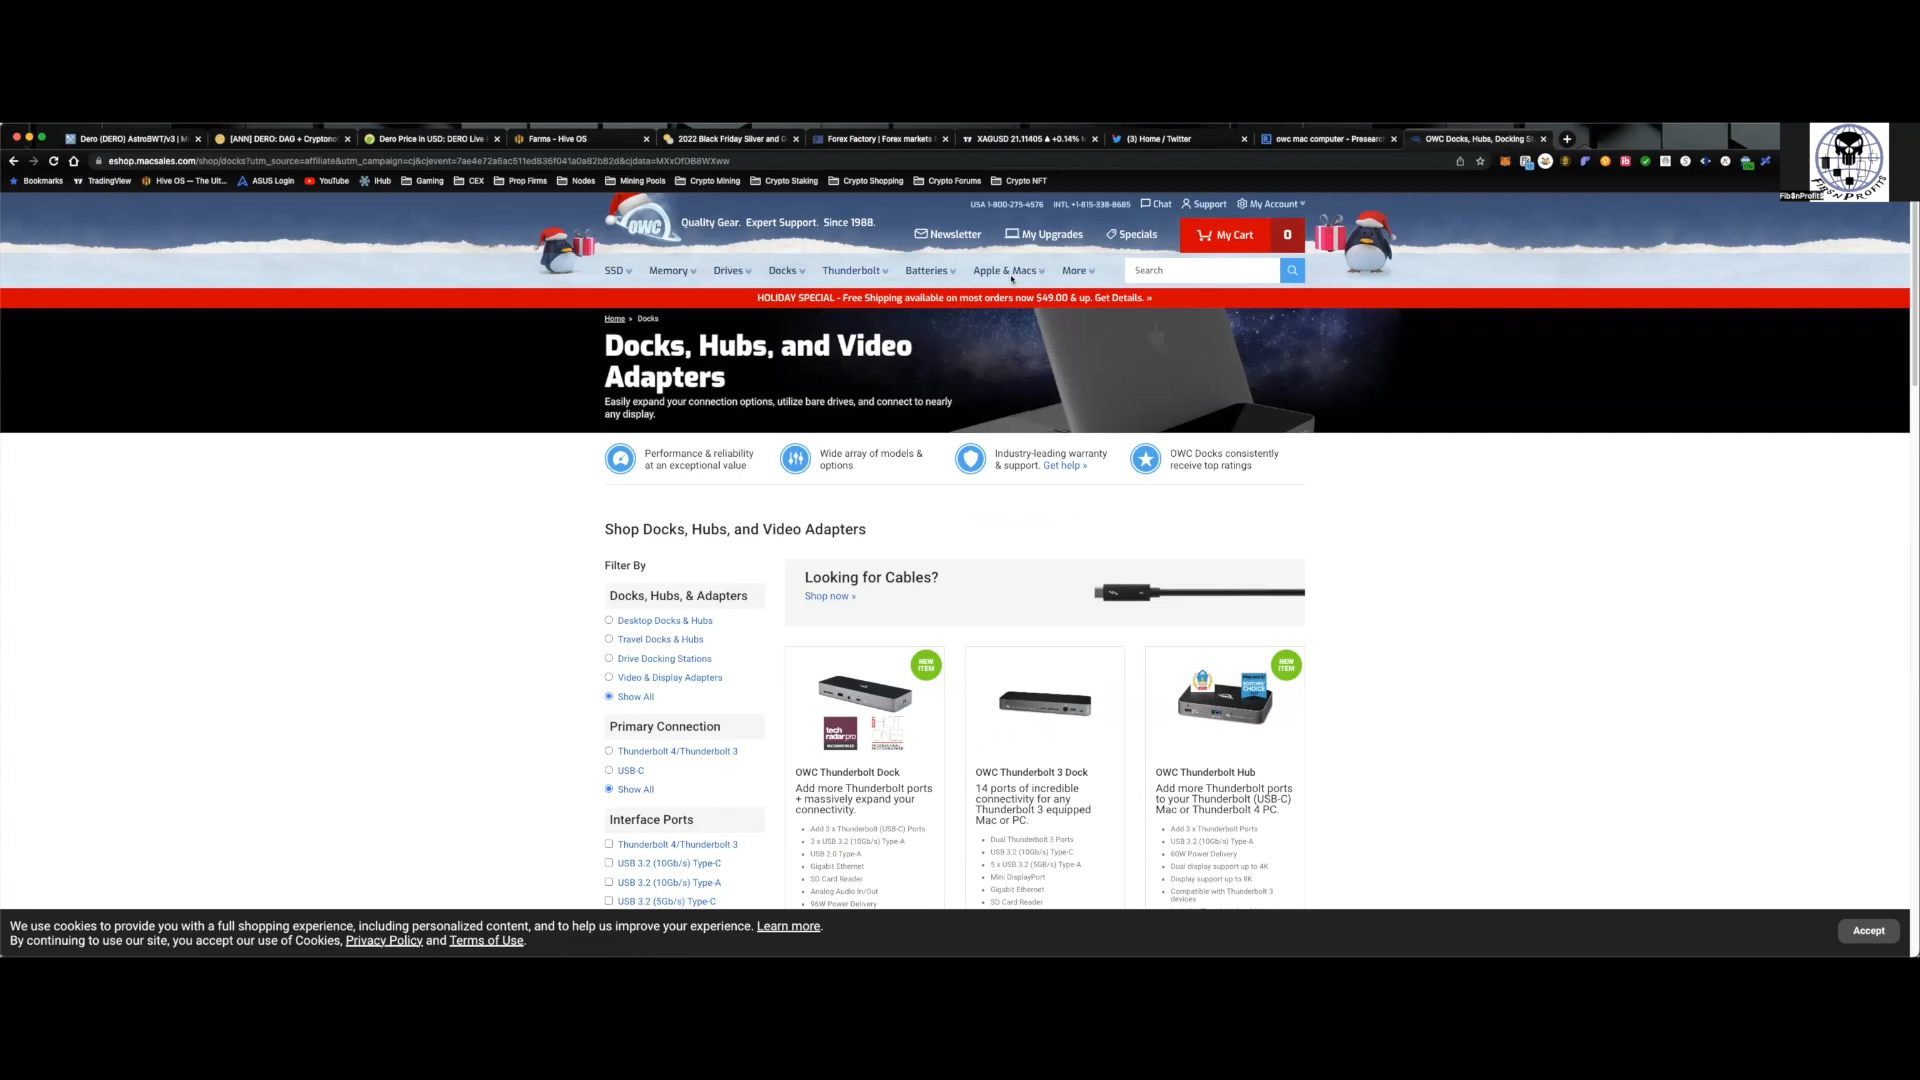 Dero (DERO) AstroBWT/v3 | M
[ANN] DERO: DAG + Cryptono
Dero Price in USD: DERO Live
Farms - Hive OS
2022 Black Friday Silver and G
Forex Factory | Forex markets
XAGUSD 21.11405 ▲ +0.14%
(3) Home / Twitter
owc mac computer - Presearch
OWC Docks, Hubs, Docking St
eshop.macsales.com/shop/docks?utm_source=affiliate&utm_campaign=cj&cjevent=7ae4e72a6ac511ed836f041a0a82b82d&cjdata=MXxOfDB8WXww
Bookmarks TradingView Hive OS — The Ult... ASUS Login YouTube IHub Gaming CEX Prop Firms Nodes Mining Pools Crypto Mining Crypto Staking Crypto Shopping Crypto Forums Crypto NFT
FIBS'N PROFITS
Fib$nProfit$
USA 1-800-275-4576 INTL +1-815-338-8685 Chat Support My Account
OWC
Quality Gear. Expert Support. Since 1988.
Newsletter My Upgrades Specials My Cart 0
SSD Memory Drives Docks Thunderbolt Batteries Apple & Macs More Search
HOLIDAY SPECIAL - Free Shipping available on most orders now $49.00 & up. Get Details. »
Home » Docks
Docks, Hubs, and Video
Adapters
Easily expand your connection options, utilize bare drives, and connect to nearly
any display.
Performance & reliability
at an exceptional value
Wide array of models &
options
Industry-leading warranty
& support. Get help »
OWC Docks consistently
receive top ratings
Shop Docks, Hubs, and Video Adapters
Filter By
Docks, Hubs, & Adapters
Desktop Docks & Hubs
Travel Docks & Hubs
Drive Docking Stations
Video & Display Adapters
Show All
Primary Connection
Thunderbolt 4/Thunderbolt 3
USB-C
Show All
Interface Ports
Thunderbolt 4/Thunderbolt 3
USB 3.2 (10Gb/s) Type-C
USB 3.2 (10Gb/s) Type-A
USB 3.2 (5Gb/s) Type-C
Looking for Cables?
Shop now »
NEW
ITEM
tech
radar pro
RECOMMENDED
HOT
ONES
OWC Thunderbolt Dock
Add more Thunderbolt ports
+ massively expand your
connectivity.
• Add 3 x Thunderbolt (USB-C) Ports
• 3 x USB 3.2 (10Gb/s) Type-A
• USB 2.0 Type-A
• Gigabit Ethernet
• SD Card Reader
• Analog Audio In/Out
• 96W Power Delivery
OWC Thunderbolt 3 Dock
14 ports of incredible
connectivity for any
Thunderbolt 3 equipped
Mac or PC.
• Dual Thunderbolt 3 Ports
• USB 3.2 (10Gb/s) Type-C
• 5 x USB 3.2 (5GB/s) Type-A
• Mini DisplayPort
• Gigabit Ethernet
• SD Card Reader
NEW
ITEM
EDITORS'
CHOICE
OWC Thunderbolt Hub
Add more Thunderbolt ports
to your Thunderbolt (USB-C)
Mac or Thunderbolt 4 PC.
• Add 3 x Thunderbolt Ports
• USB 3.2 (10Gb/s) Type-A
• 60W Power Delivery
• Dual display support up to 4K
• Display support up to 8K
• Compatible with Thunderbolt 3
devices
We use cookies to provide you with a full shopping experience, including personalized content, and to help us improve your experience. Learn more.
By continuing to use our site, you accept our use of Cookies, Privacy Policy and Terms of Use.
Accept